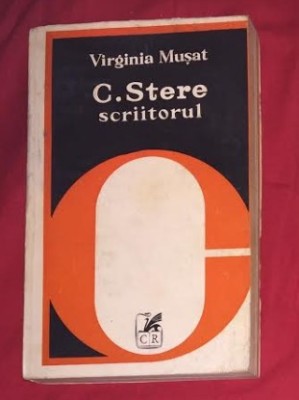 Virginia Mușat
C. Stere
scriitorul
CR